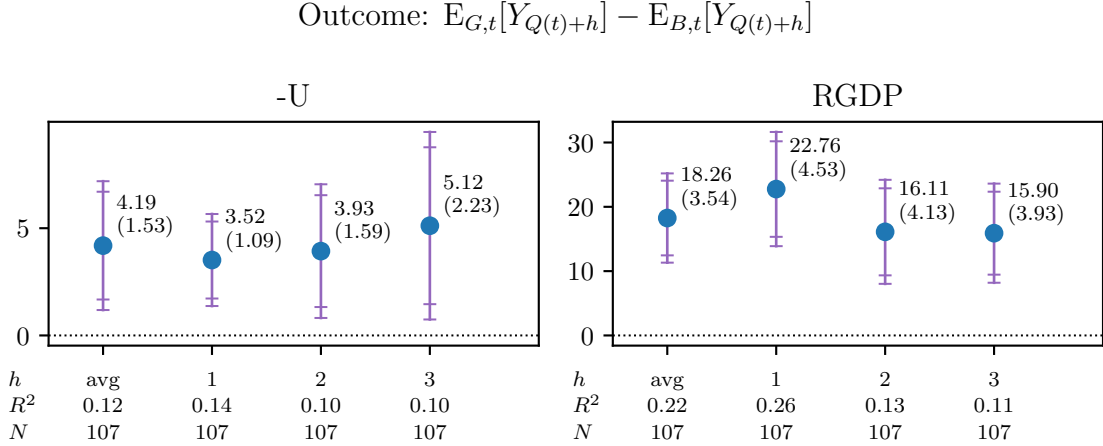 Outcome: E_{G,t}[Y_{Q(t)+h}] − E_{B,t}[Y_{Q(t)+h}]
-U
5
0
4.19
(1.53)
3.52
(1.09)
3.93
(1.59)
5.12
(2.23)
h avg 1 2 3
R² 0.12 0.14 0.10 0.10
N 107 107 107 107
RGDP
30
20
10
0
18.26
(3.54)
22.76
(4.53)
16.11
(4.13)
15.90
(3.93)
h avg 1 2 3
R² 0.22 0.26 0.13 0.11
N 107 107 107 107